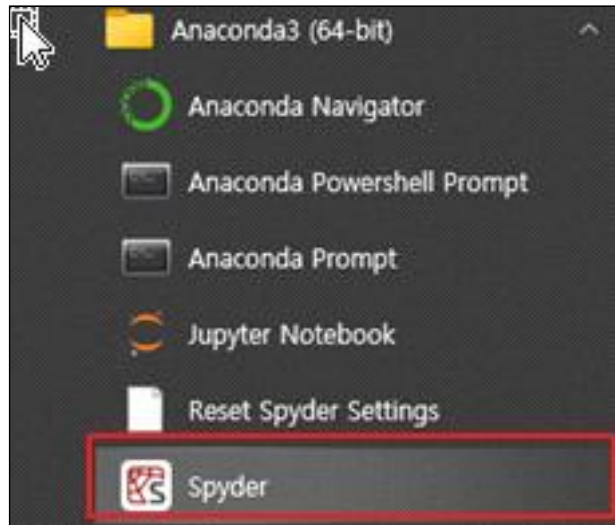 Anaconda3 (64-bit)
Anaconda Navigator
Anaconda Powershell Prompt
Anaconda Prompt
Jupyter Notebook
Reset Spyder Settings
Spyder